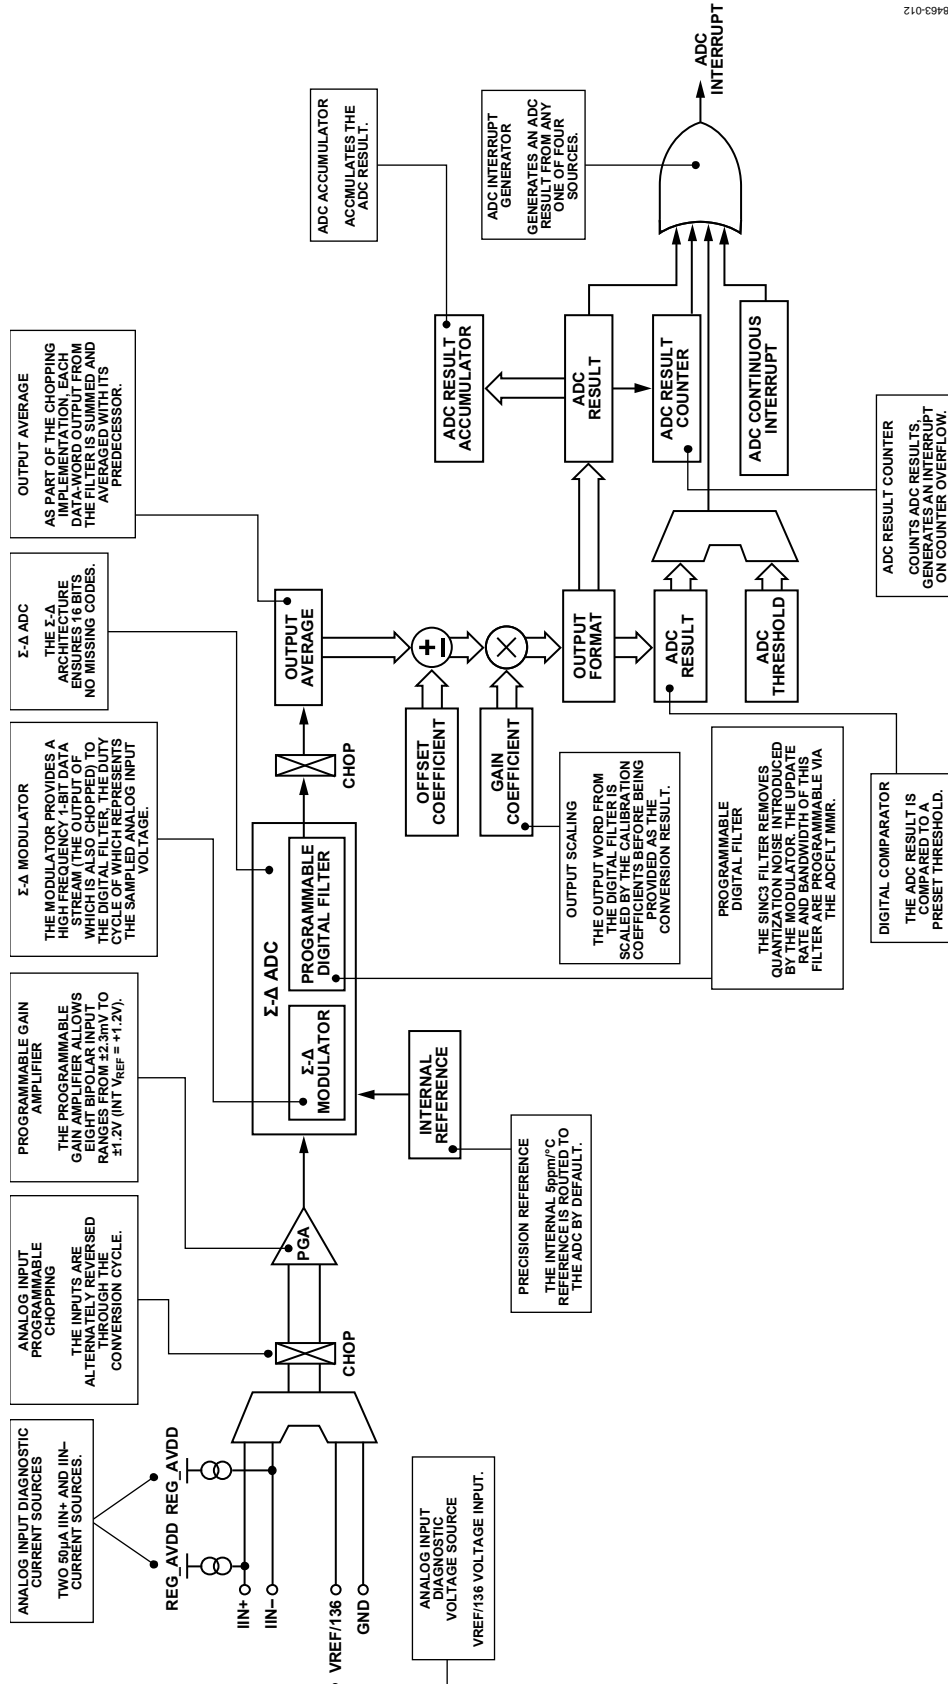 ANALOG INPUT DIAGNOSTIC
CURRENT SOURCES
TWO 50µA IIN+ AND IIN–
CURRENT SOURCES.
ANALOG INPUT
PROGRAMMABLE
CHOPPING
THE INPUTS ARE
ALTERNATELY REVERSED
THROUGH THE
CONVERSION CYCLE.
PROGRAMMABLE GAIN
AMPLIFIER
THE PROGRAMMABLE
GAIN AMPLIFIER ALLOWS
EIGHT BIPOLAR INPUT
RANGES FROM ±2.3mV TO
±1.2V (INT VREF = +1.2V).
Σ-Δ MODULATOR
THE MODULATOR PROVIDES A
HIGH FREQUENCY 1-BIT DATA
STREAM (THE OUTPUT OF
WHICH IS ALSO CHOPPED) TO
THE DIGITAL FILTER, THE DUTY
CYCLE OF WHICH REPRESENTS
THE SAMPLED ANALOG INPUT
VOLTAGE.
Σ-Δ ADC
THE Σ-Δ
ARCHITECTURE
ENSURES 16 BITS
NO MISSING CODES.
OUTPUT AVERAGE
AS PART OF THE CHOPPING
IMPLEMENTATION, EACH
DATA-WORD OUTPUT FROM
THE FILTER IS SUMMED AND
AVERAGED WITH ITS
PREDECESSOR.
ADC ACCUMULATOR
ACCMULATES THE
ADC RESULT.
ADC INTERRUPT
GENERATOR
GENERATES AN ADC
RESULT FROM ANY
ONE OF FOUR
SOURCES.
REG_AVDD
REG_AVDD
IIN+
IIN–
VREF/136
GND
CHOP
PGA
Σ-Δ ADC
Σ-Δ
MODULATOR
PROGRAMMABLE
DIGITAL FILTER
CHOP
OUTPUT
AVERAGE
INTERNAL
REFERENCE
OFFSET
COEFFICIENT
+
–
GAIN
COEFFICIENT
OUTPUT
FORMAT
ADC
RESULT
ADC
THRESHOLD
ADC RESULT
ACCUMULATOR
ADC
RESULT
ADC RESULT
COUNTER
ADC CONTINUOUS
INTERRUPT
ADC
INTERRUPT
ANALOG INPUT
DIAGNOSTIC
VOLTAGE SOURCE
VREF/136 VOLTAGE INPUT.
PRECISION REFERENCE
THE INTERNAL 5ppm/°C
REFERENCE IS ROUTED TO
THE ADC BY DEFAULT.
OUTPUT SCALING
THE OUTPUT WORD FROM
THE DIGITAL FILTER IS
SCALED BY THE CALIBRATION
COEFFICIENTS BEFORE BEING
PROVIDED AS THE
CONVERSION RESULT.
PROGRAMMABLE
DIGITAL FILTER
THE SINC3 FILTER REMOVES
QUANTIZATION NOISE INTRODUCED
BY THE MODULATOR. THE UPDATE
RATE AND BANDWIDTH OF THIS
FILTER ARE PROGRAMMABLE VIA
THE ADCFLT MMR.
DIGITAL COMPARATOR
THE ADC RESULT IS
COMPARED TO A
PRESET THRESHOLD.
ADC RESULT COUNTER
COUNTS ADC RESULTS,
GENERATES AN INTERRUPT
ON COUNTER OVERFLOW.
8463-012